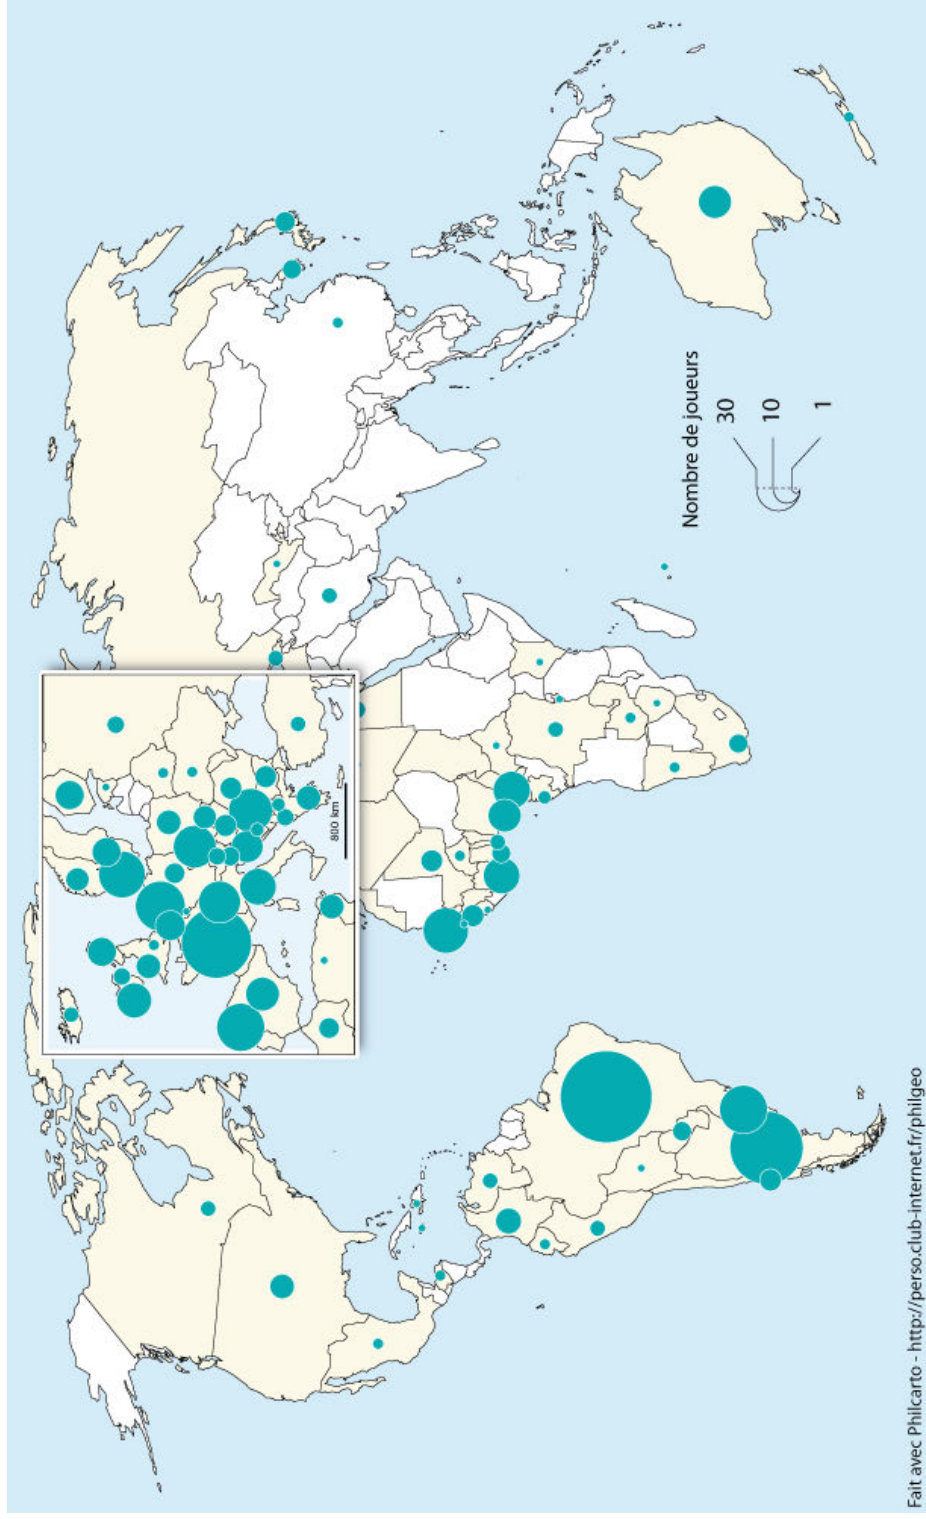 800 km
Nombre de joueurs
30
10
1
Fait avec Philcarto - http://perso.club-internet.fr/philgeo